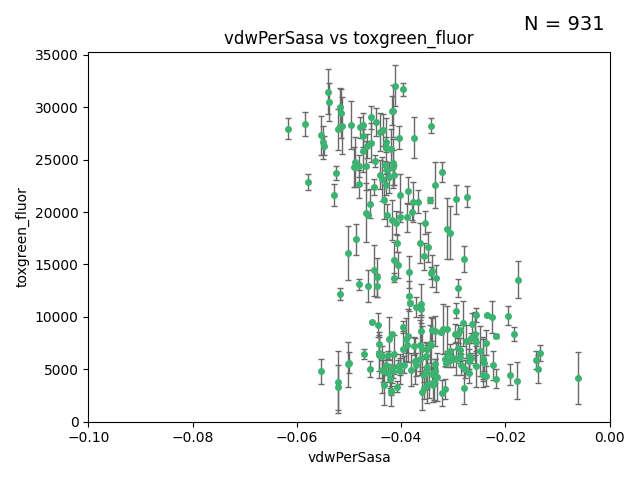 N = 931
vdwPerSasa vs toxgreen_fluor
35000
30000
25000
20000
15000
10000
5000
0
toxgreen_fluor
−0.10 −0.08 −0.06 −0.04 −0.02 0.00
vdwPerSasa